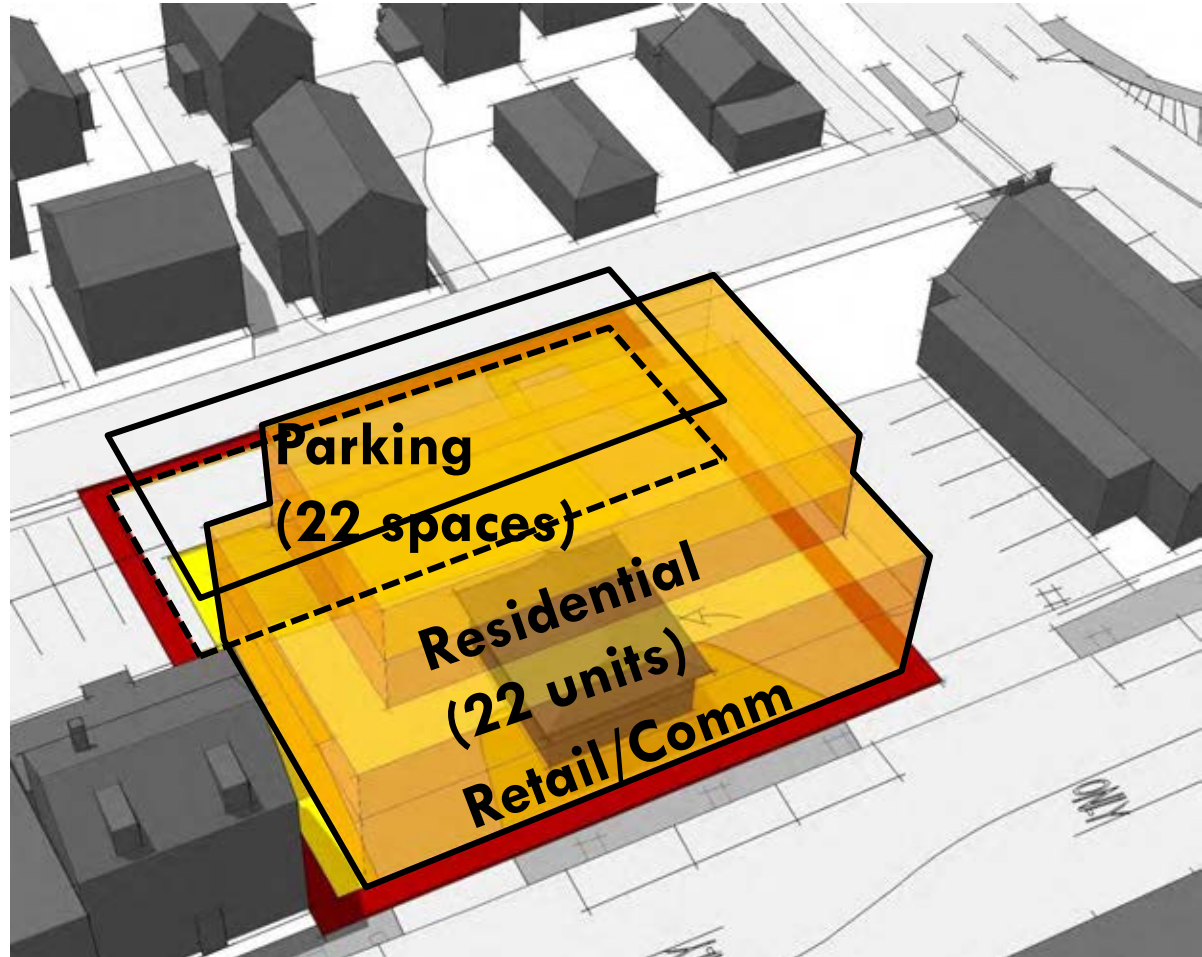 Parking
(22 spaces)
Residential
(22 units)
Retail/Comm